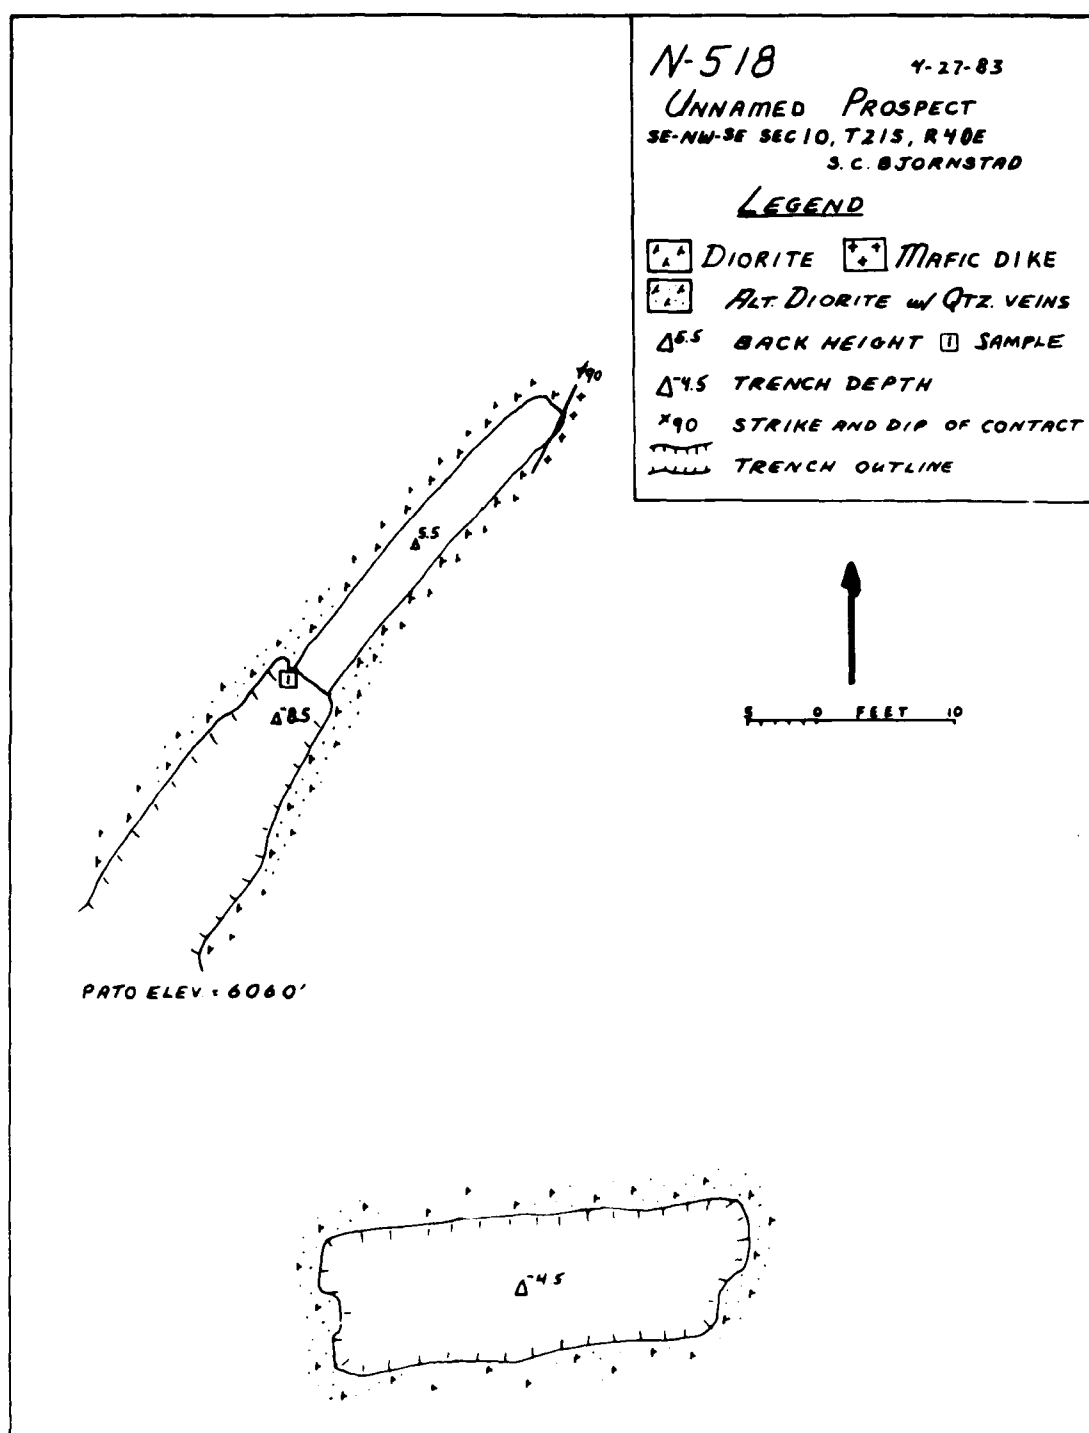 N-518 4-27-83
UNNAMED PROSPECT
SE-NW-SE SEC 10, T21S, R40E
S. C. BJORNSTAD
LEGEND
DIORITE MAFIC DIKE
ALT. DIORITE w/ QTZ. VEINS
5.5 BACK HEIGHT 1 SAMPLE
-4.5 TRENCH DEPTH
90 STRIKE AND DIP OF CONTACT
TRENCH OUTLINE
90
5.5
1
-8.5
5 0 FEET 10
PATO ELEV. = 6060'
-4.5